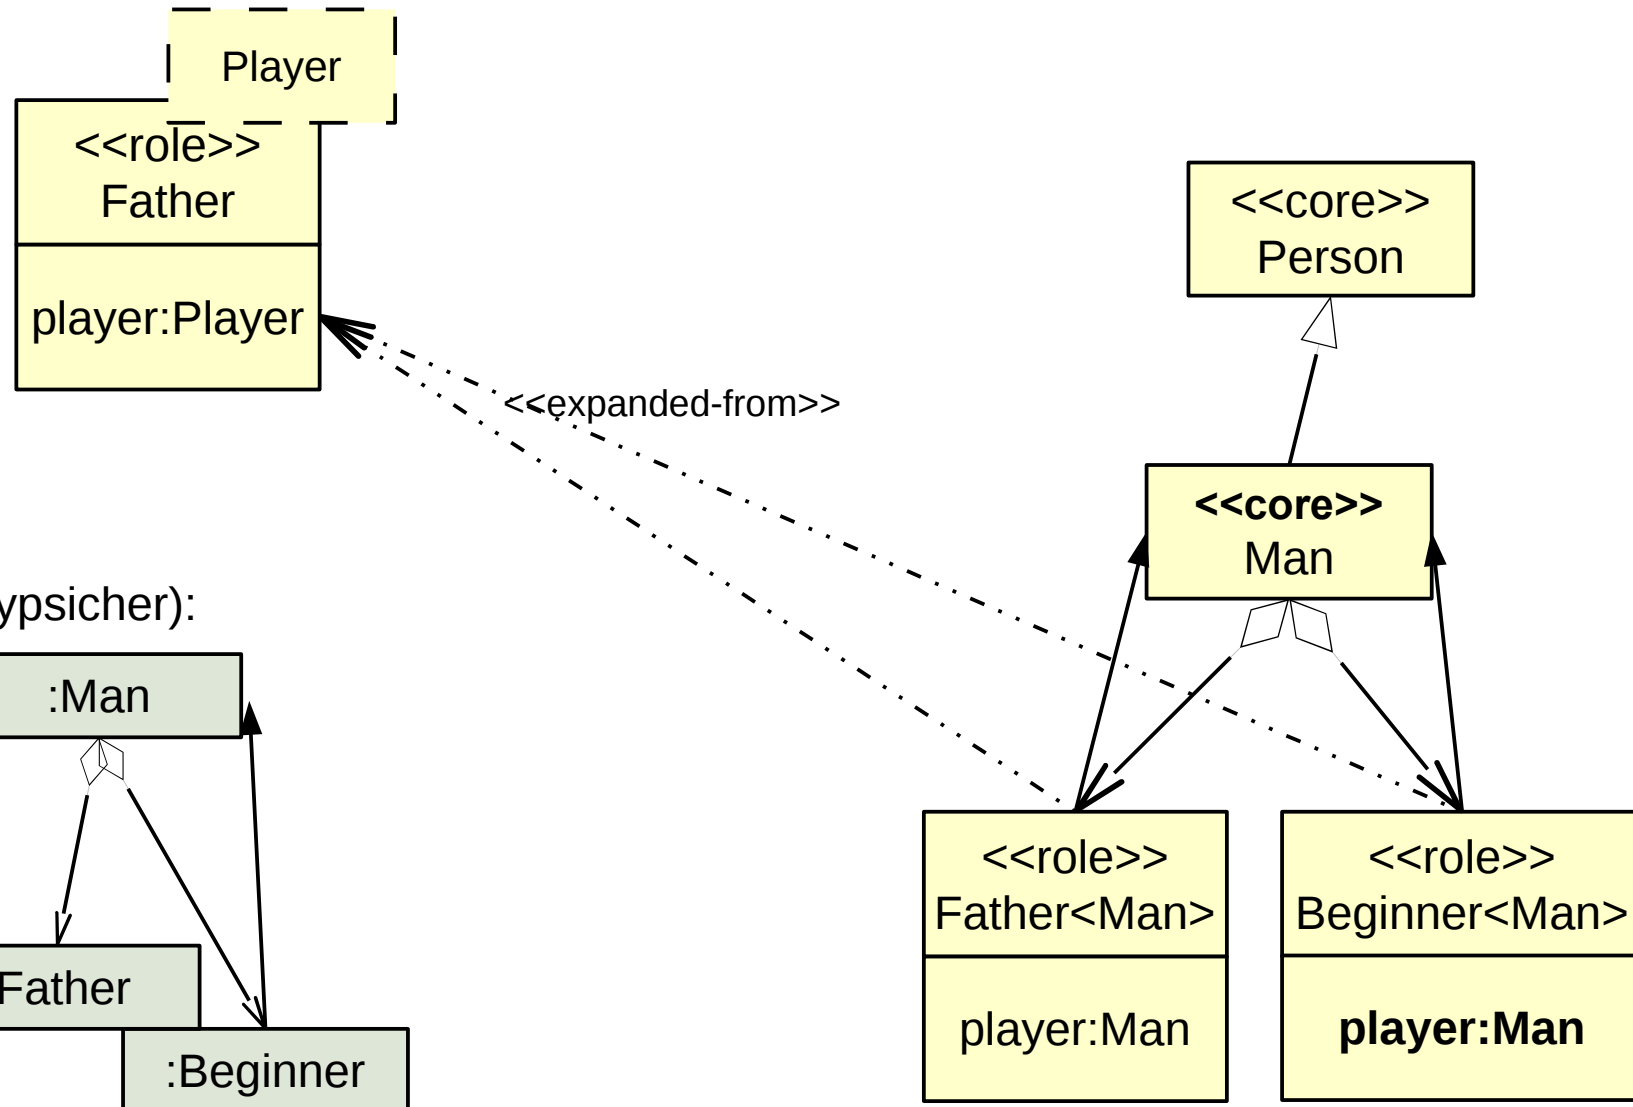 Player
<<role>>
Father
player:Player
<<core>>
Person
<<expanded-from>>
<<core>>
Man
ypsicher):
:Man
Father
:Beginner
<<role>>
Father<Man>
player:Man
<<role>>
Beginner<Man>
player:Man